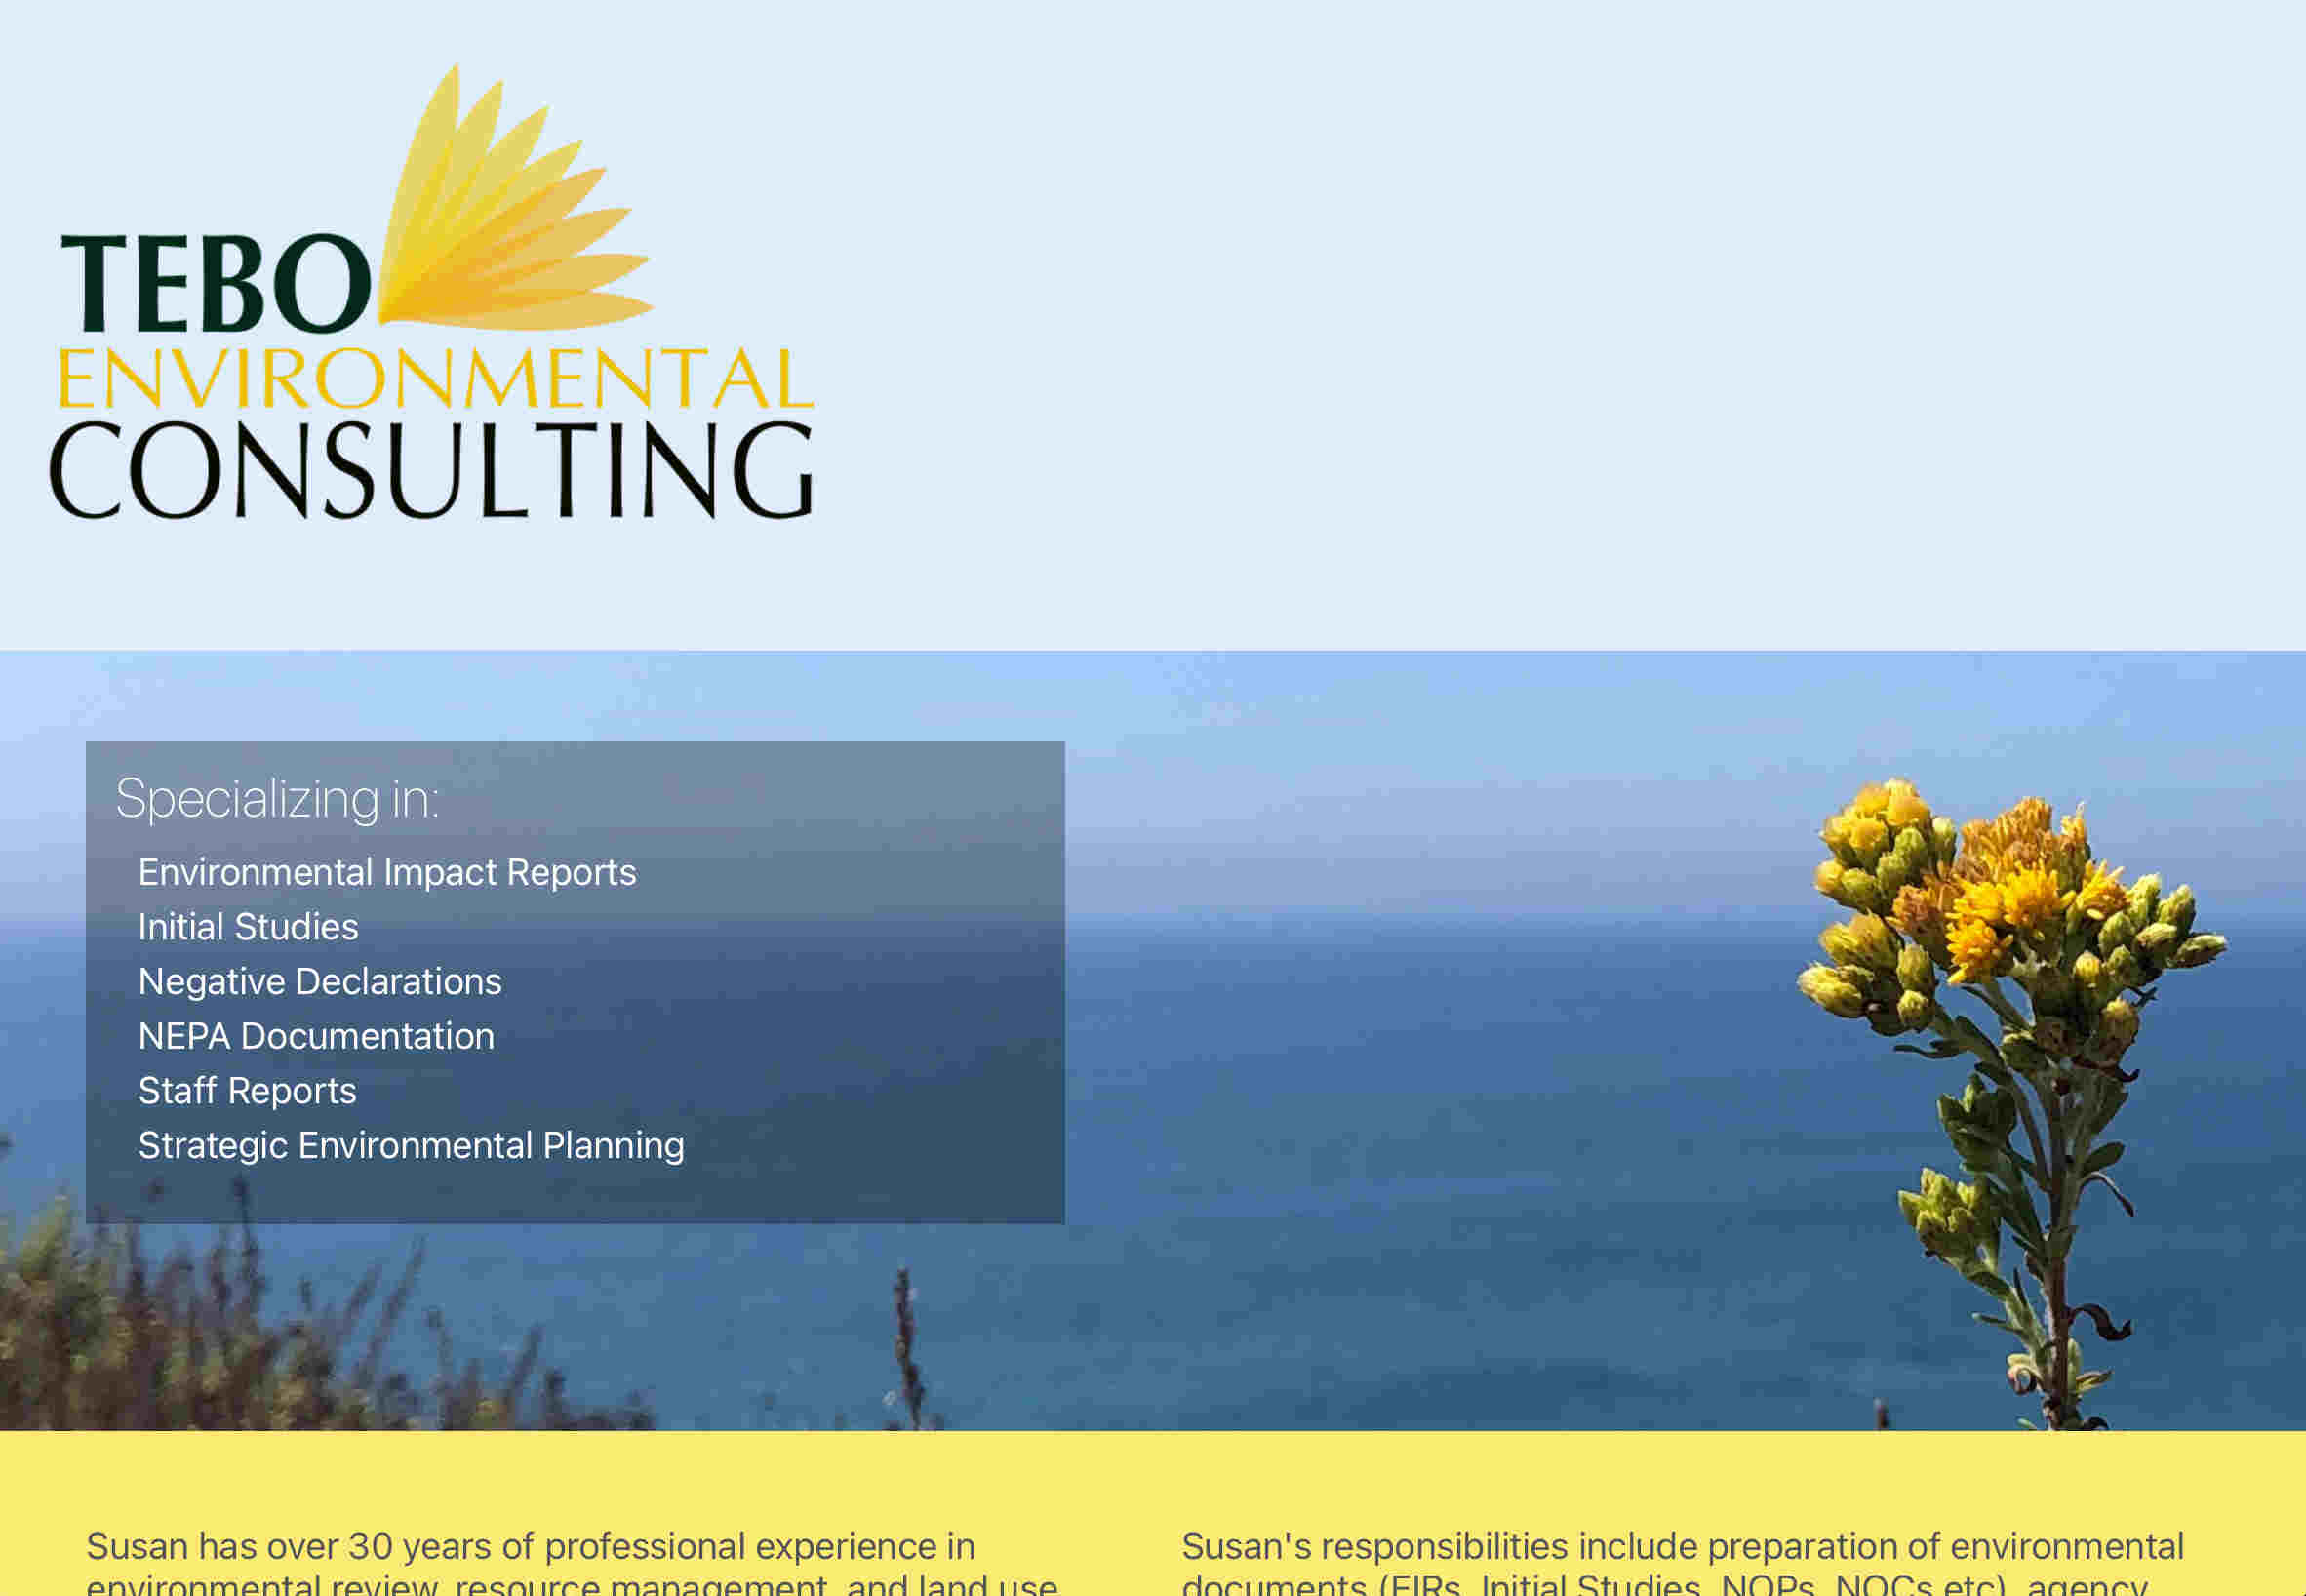 TEBO
ENVIRONMENTAL
CONSULTING
Specializing in:
Environmental Impact Reports
Initial Studies
Negative Declarations
NEPA Documentation
Staff Reports
Strategic Environmental Planning
Susan has over 30 years of professional experience in
environmental review, resource management, and land use
Susan's responsibilities include preparation of environmental
documents (EIRs, Initial Studies, NOPs, NOCs etc), agency